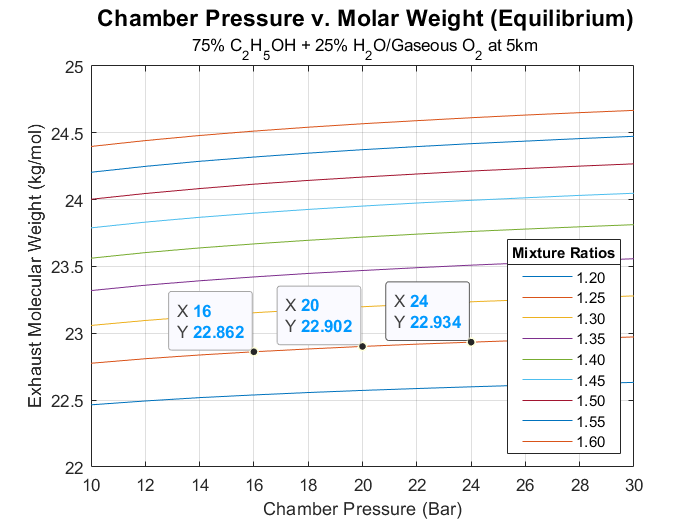 Chamber Pressure v. Molar Weight (Equilibrium)
75% C2H5OH + 25% H2O/Gaseous O2 at 5km
Exhaust Molecular Weight (kg/mol)
25
24.5
24
23.5
23
22.5
22
X 16
Y 22.862
X 20
Y 22.902
X 24
Y 22.934
Mixture Ratios
1.20
1.25
1.30
1.35
1.40
1.45
1.50
1.55
1.60
10 12 14 16 18 20 22 24 26 28 30
Chamber Pressure (Bar)